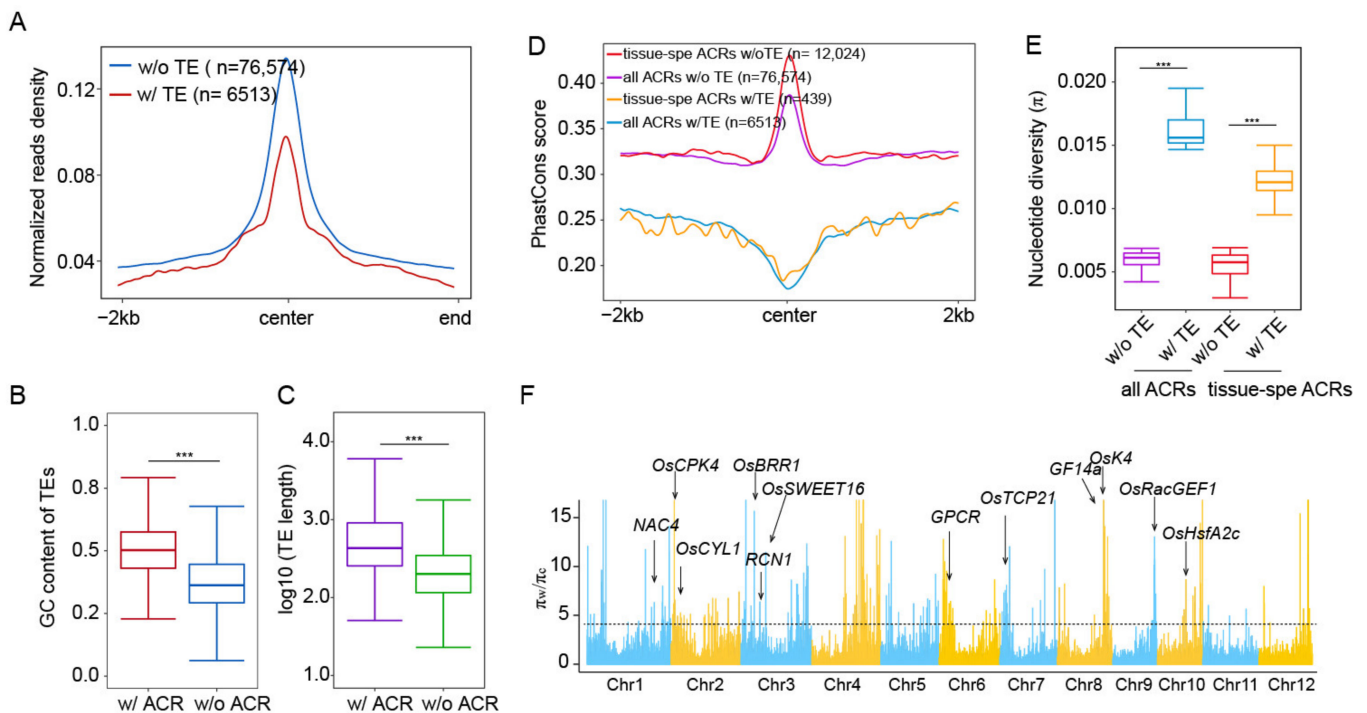 A
Normalized reads density
0.12
0.08
0.04
w/o TE ( n=76,574)
w/ TE (n= 6513)
−2kb
center
end
D
PhastCons score
0.40
0.35
0.30
0.25
0.20
tissue-spe ACRs w/oTE (n= 12,024)
all ACRs w/o TE (n=76,574)
tissue-spe ACRs w/TE (n=439)
all ACRs w/TE (n=6513)
−2kb
center
2kb
E
Nucleotide diversity (π)
0.020
0.015
0.010
0.005
***
***
w/o TE
w/ TE
w/o TE
w/ TE
all ACRs
tissue-spe ACRs
B
GC content of TEs
1.0
0.5
0.5
0.2
0.0
***
w/ ACR
w/o ACR
C
log10 (TE length)
4.0
3.0
2.0
1.0
***
w/ ACR
w/o ACR
F
πw/πc
15
10
5
0
NAC4
OsCPK4
OsCYL1
OsBRR1
OsSWEET16
RCN1
GPCR
OsTCP21
GF14a
OsK4
OsRacGEF1
OsHsfA2c
Chr1
Chr2
Chr3
Chr4
Chr5
Chr6
Chr7
Chr8
Chr9
Chr10
Chr11
Chr12